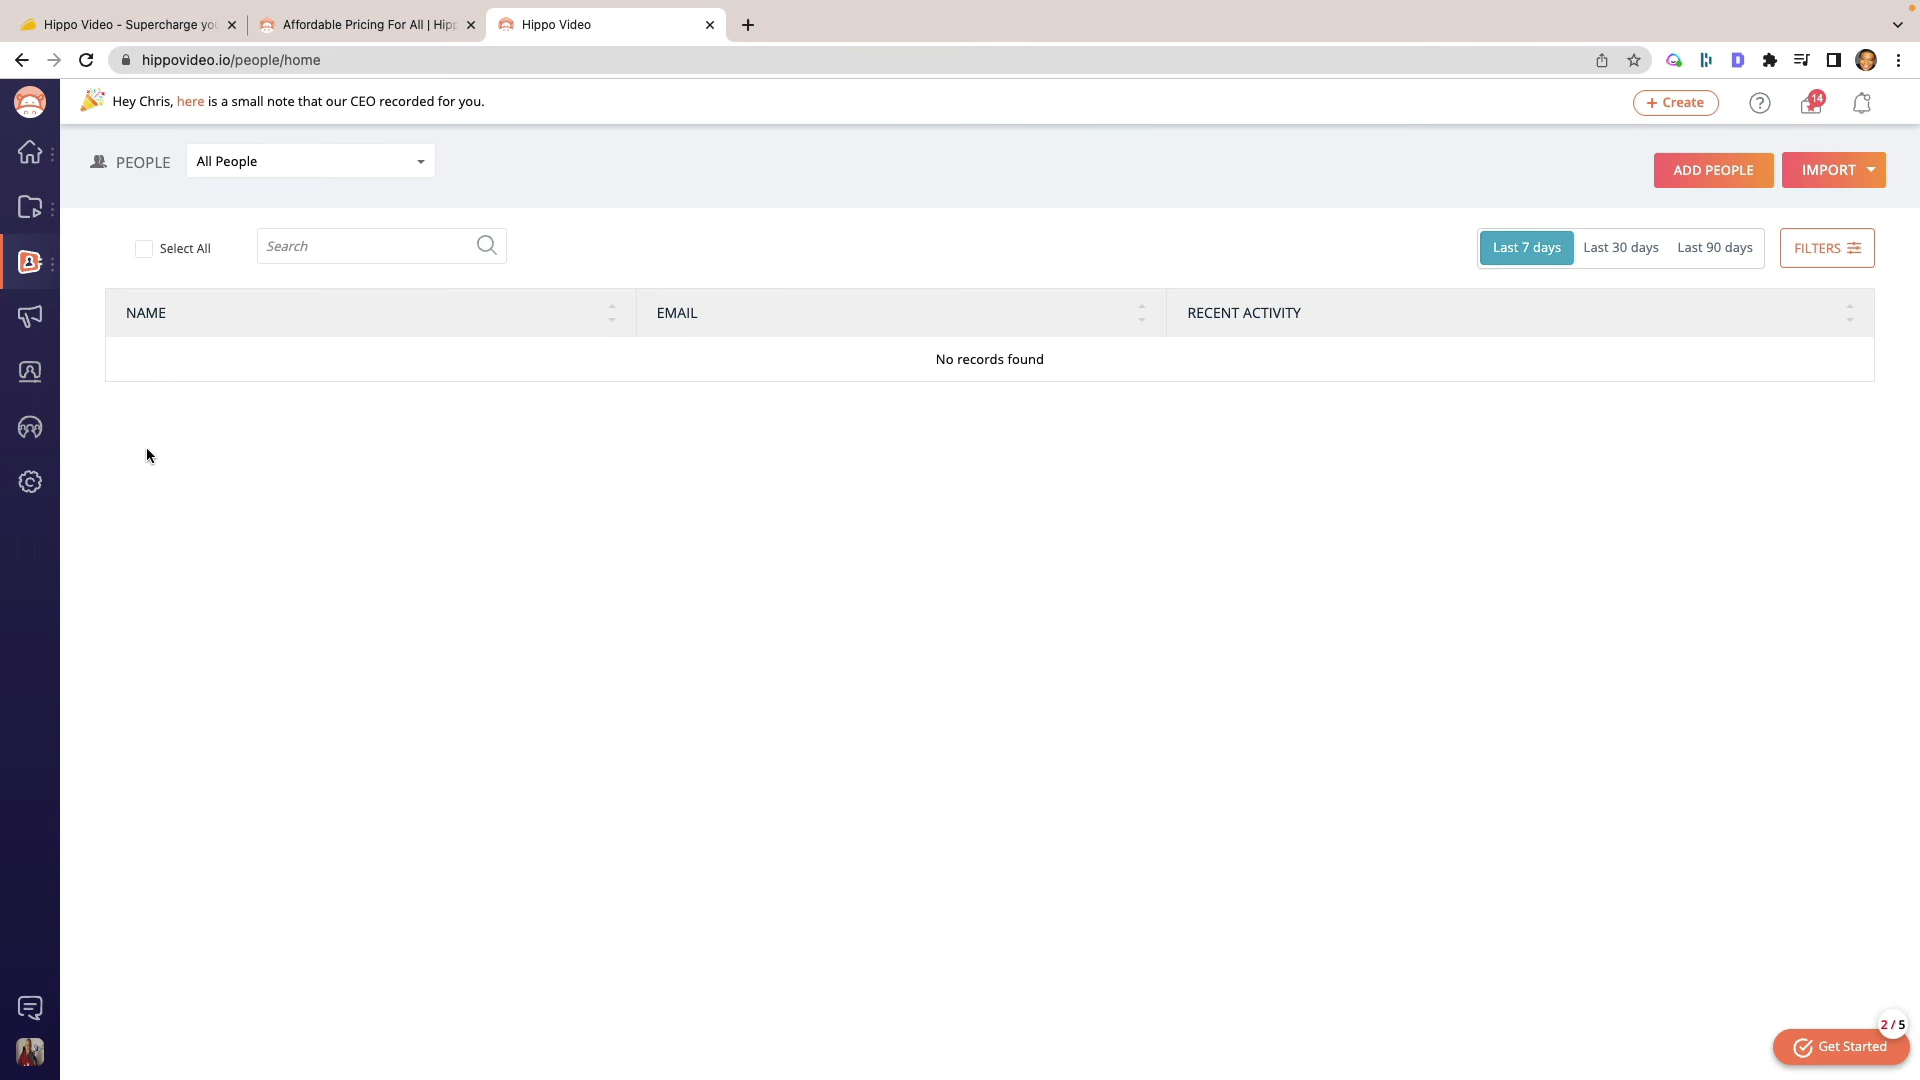 Hippo Video - Supercharge you
Affordable Pricing For All | Hipp
Hippo Video
hippovideo.io/people/home
Hey Chris, here is a small note that our CEO recorded for you.
+ Create
14
PEOPLE
All People
ADD PEOPLE
IMPORT
Select All
Search
Last 7 days
Last 30 days
Last 90 days
FILTERS
NAME
EMAIL
RECENT ACTIVITY
No records found
2 / 5
Get Started